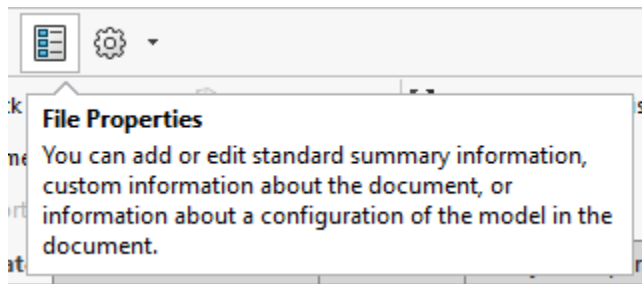 File Properties
You can add or edit standard summary information,
custom information about the document, or
information about a configuration of the model in the
document.